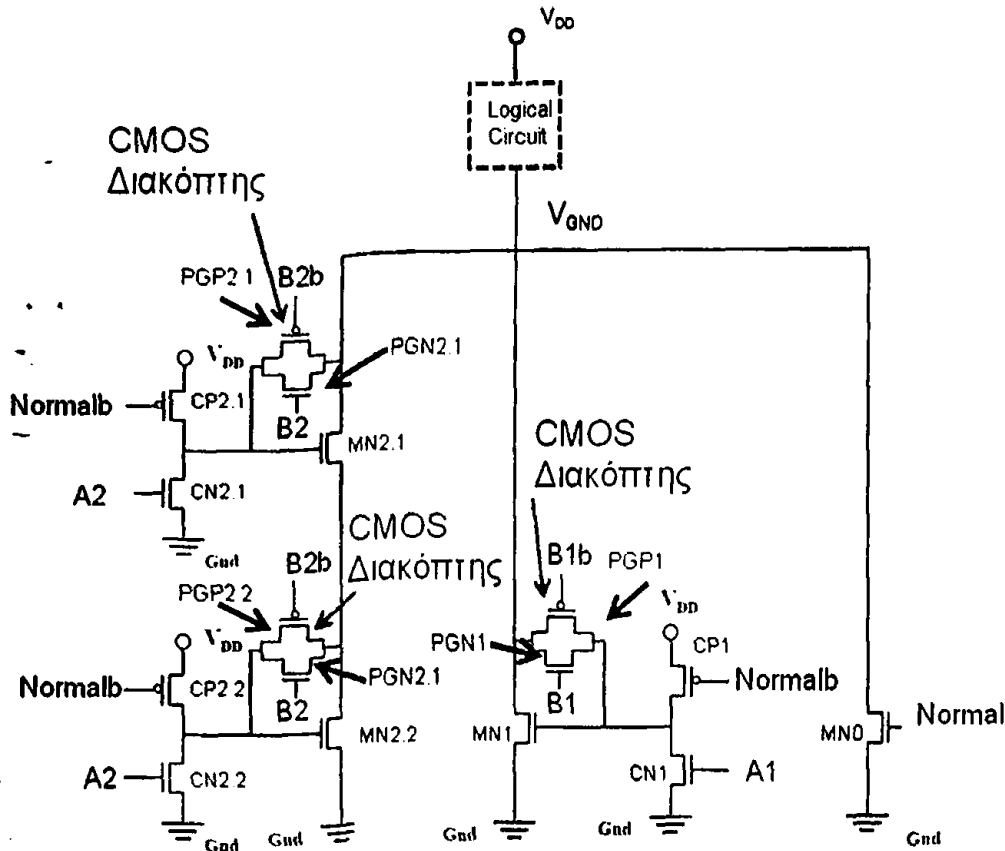 V_DD
Logical
Circuit
V_GND
CMOS
Διακόπτης
PGP2.1
B2b
PGN2.1
V_DD
Normalb
CP2.1
B2
MN2.1
A2
CN2.1
Gnd
CMOS
Διακόπτης
B1b
PGP1
V_DD
CP1
PGN1
Normalb
B1
MN1
CN1
A1
Gnd
Gnd
CMOS
Διακόπτης
B2b
PGP2.2
V_DD
PGN2.1
Normalb
CP2.2
B2
MN2.2
A2
CN2.2
Gnd
Gnd
Normal
MN0
Gnd